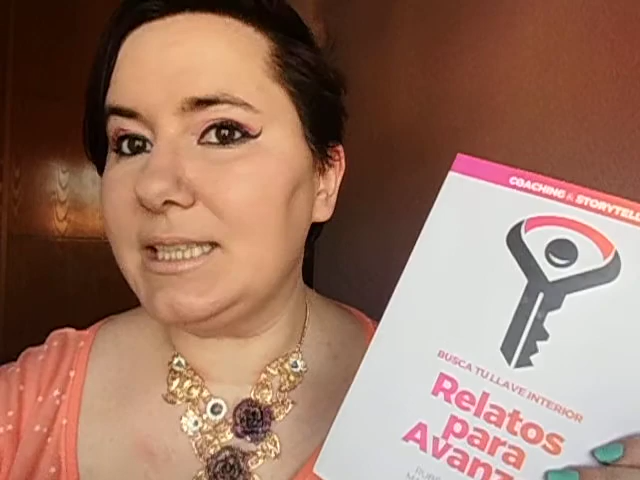 COACHING & STORYTELL
BUSCA TU LLAVE INTERIOR
Relatos
para
Avanz